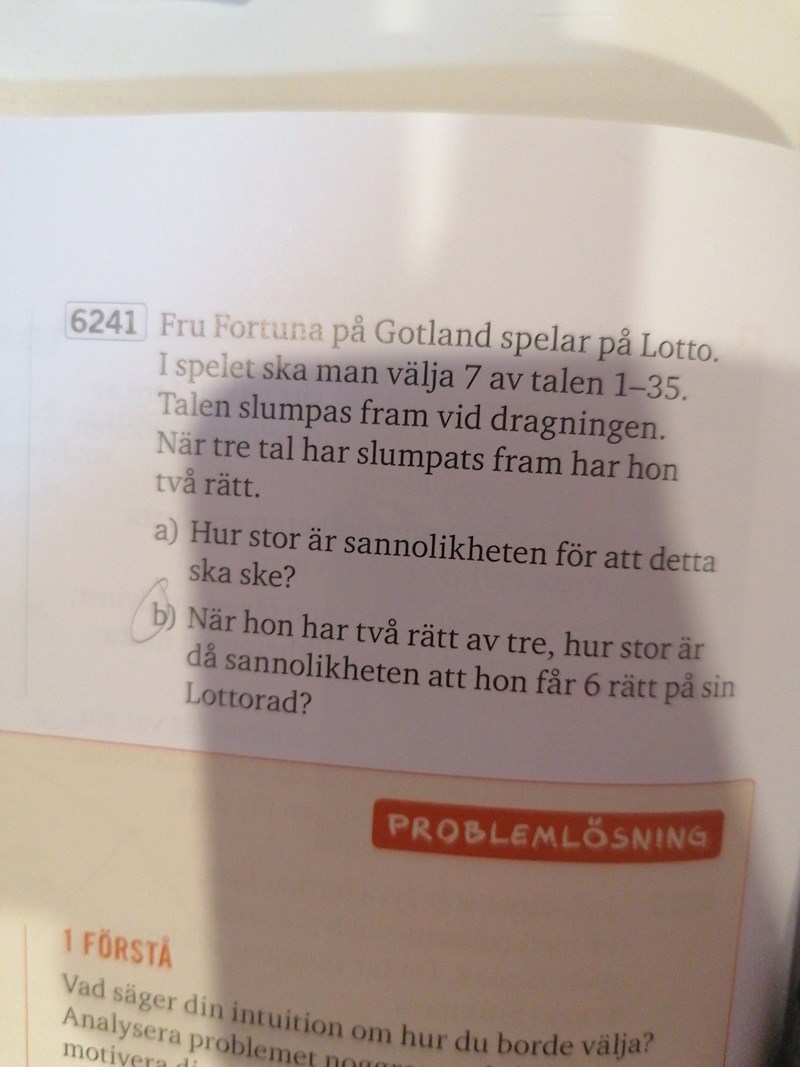 6241 Fru Fortuna på Gotland spelar på Lotto.
I spelet ska man välja 7 av talen 1–35.
Talen slumpas fram vid dragningen.
När tre tal har slumpats fram har hon
två rätt.
a) Hur stor är sannolikheten för att detta
ska ske?
b) När hon har två rätt av tre, hur stor är
då sannolikheten att hon får 6 rätt på sin
Lottorad?
PROBLEMLÖSNING
1 FÖRSTÅ
Vad säger din intuition om hur du borde välja?
Analysera problemet
motivera